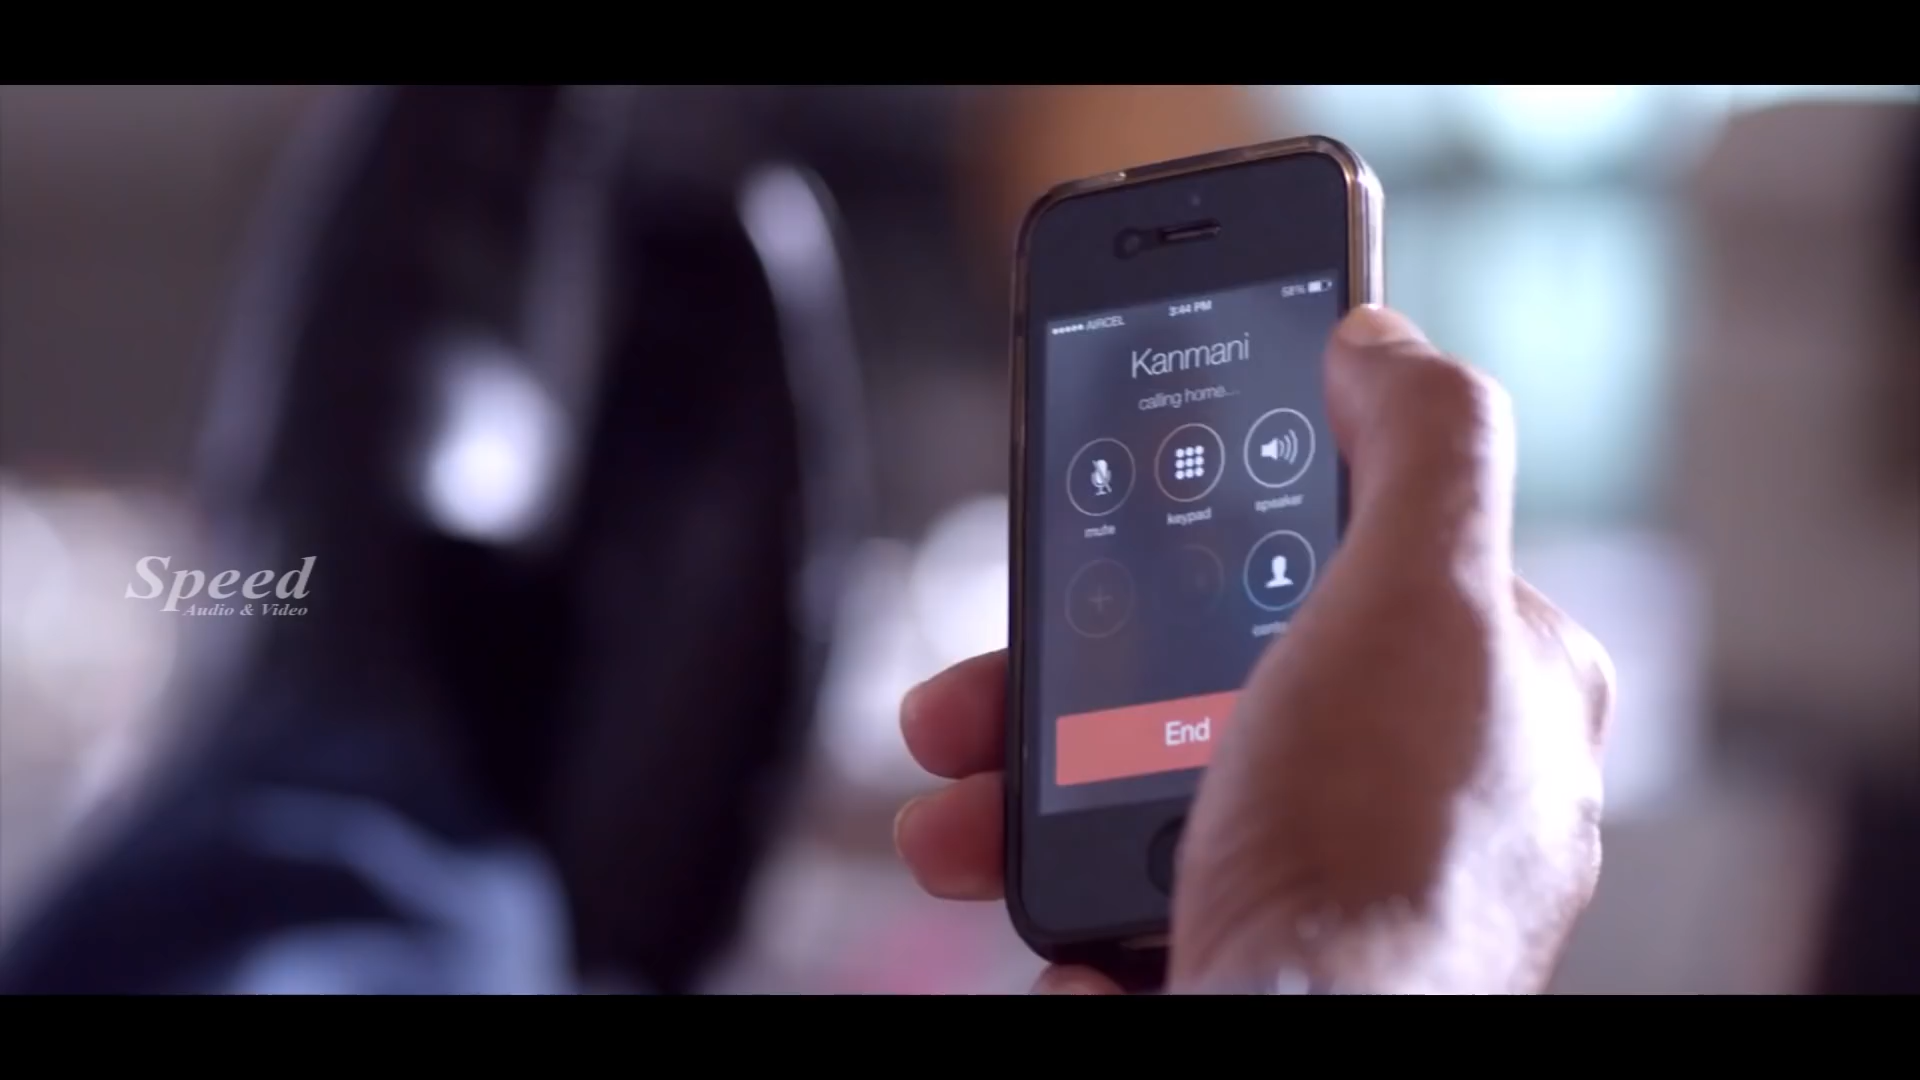 ●●●●● AIRCEL 3:44 PM 58%
Kanmani
calling home...
mute keypad speaker
End
Speed
Audio & Video